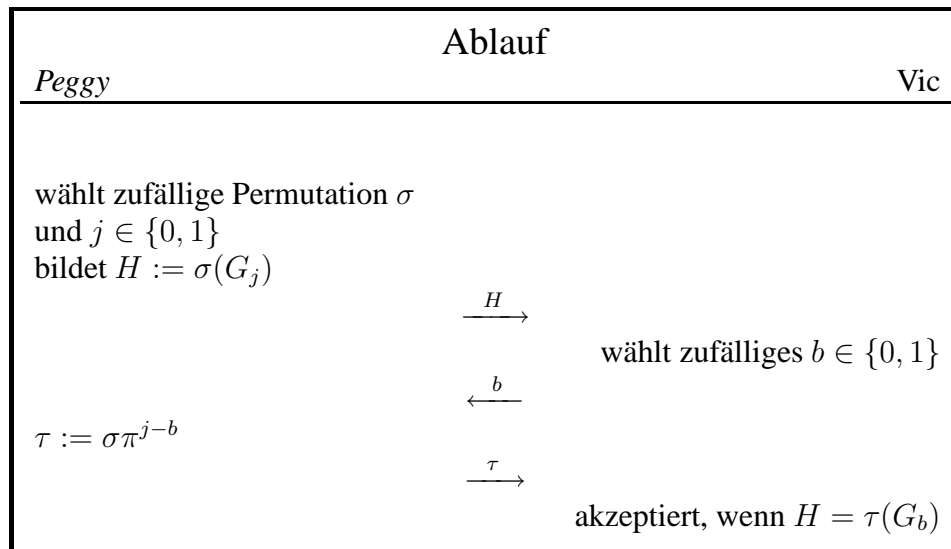 Ablauf
Peggy Vic
wählt zufällige Permutation σ
und j ∈ {0, 1}
bildet H := σ(G_j)
H
⟶
wählt zufälliges b ∈ {0, 1}
b
⟵
τ := σπ^{j−b}
τ
⟶
akzeptiert, wenn H = τ(G_b)